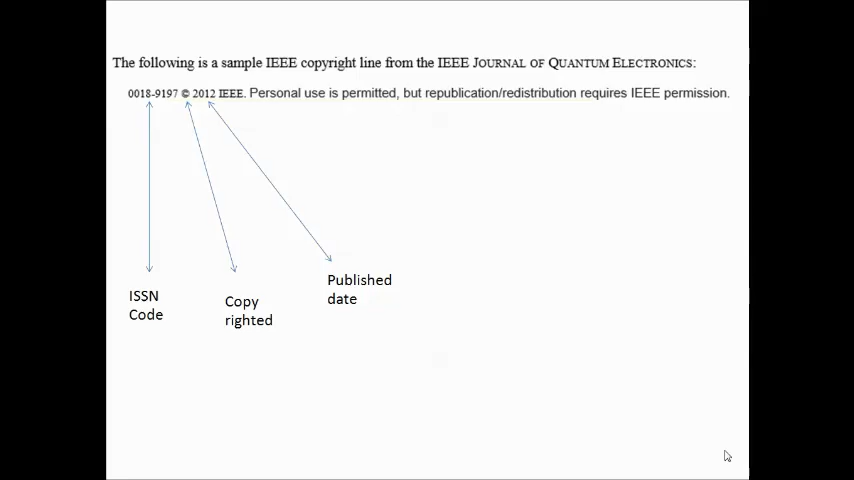 The following is a sample IEEE copyright line from the IEEE JOURNAL OF QUANTUM ELECTRONICS:
0018-9197 © 2012 IEEE. Personal use is permitted, but republication/redistribution requires IEEE permission.
ISSN
Code
Copy
righted
Published
date